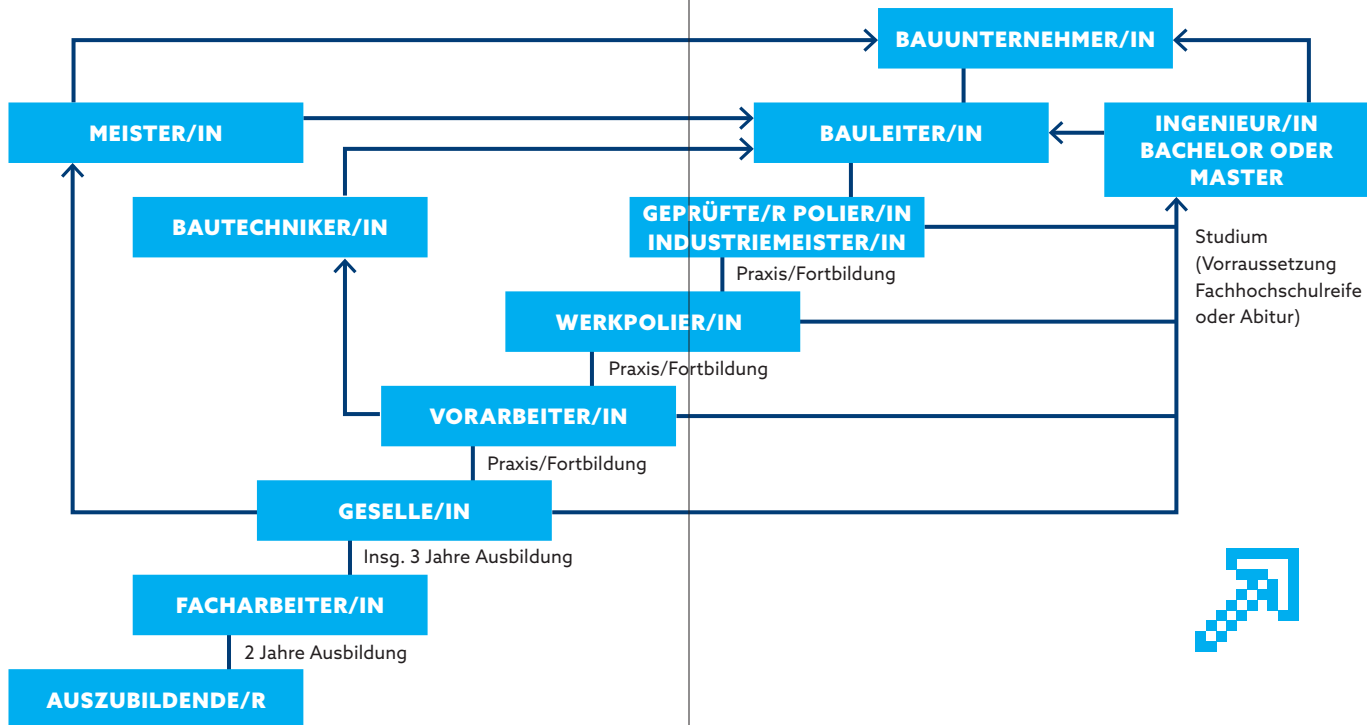 BAUUNTERNEHMER/IN
MEISTER/IN
BAULEITER/IN
INGENIEUR/IN
BACHELOR ODER
MASTER
BAUTECHNIKER/IN
GEPRÜFTE/R POLIER/IN
INDUSTRIEMEISTER/IN
Studium
(Vorraussetzung
Fachhochschulreife
oder Abitur)
Praxis/Fortbildung
WERKPOLIER/IN
Praxis/Fortbildung
VORARBEITER/IN
Praxis/Fortbildung
GESELLE/IN
Insg. 3 Jahre Ausbildung
FACHARBEITER/IN
2 Jahre Ausbildung
AUSZUBILDENDE/R